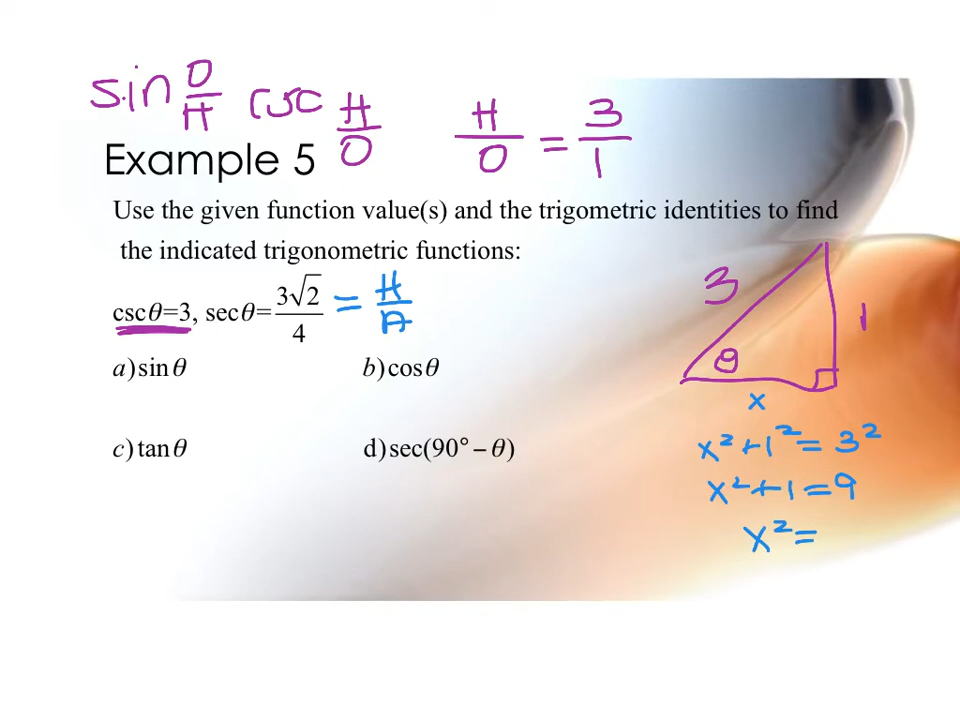 sin O/H csc H/O H/O = 3/1
Example 5
Use the given function value(s) and the trigometric identities to find
the indicated trigonometric functions:
cscθ=3, secθ= 3√2/4 = H/A
a)sinθ b)cosθ
c)tanθ d)sec(90°−θ)
3
1
θ
x
x²+1²=3²
x²+1=9
x²=